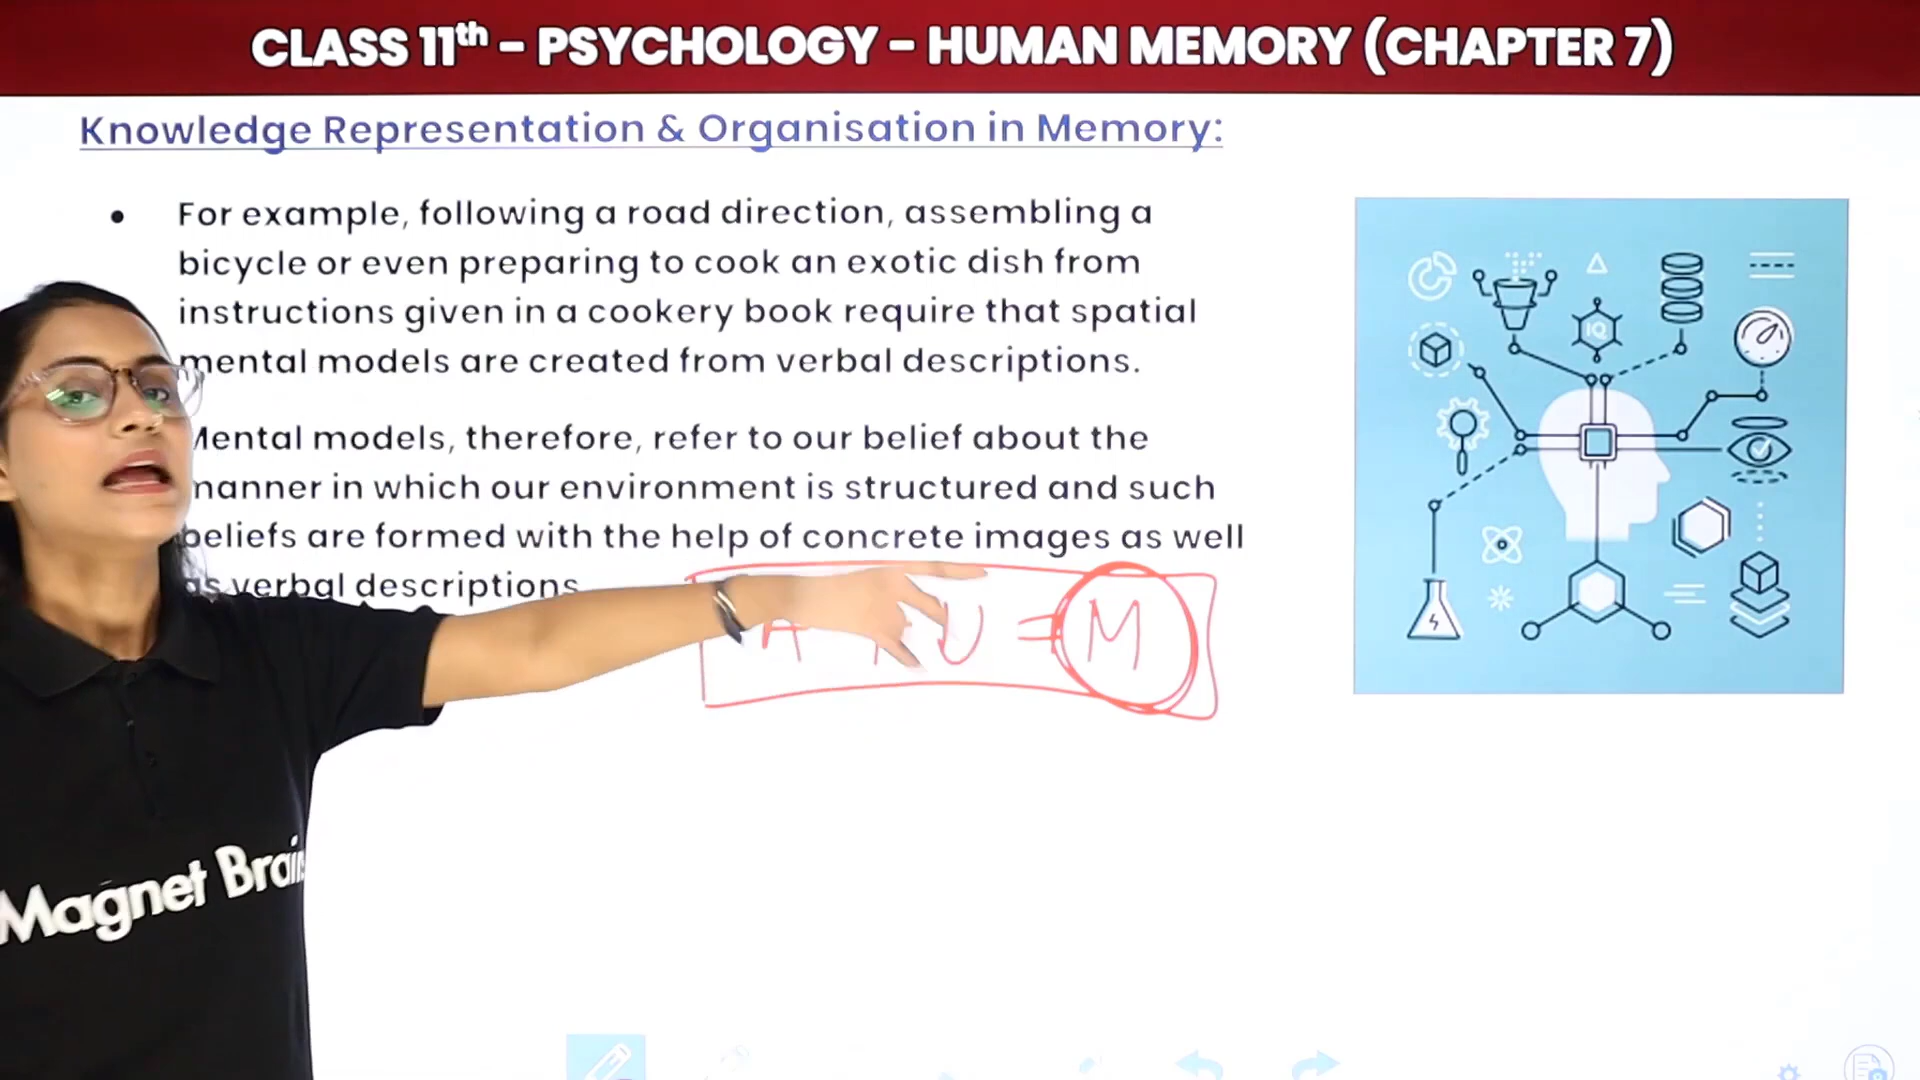 CLASS 11th – PSYCHOLOGY – HUMAN MEMORY (CHAPTER 7)
Knowledge Representation & Organisation in Memory:
• For example, following a road direction, assembling a
bicycle or even preparing to cook an exotic dish from
instructions given in a cookery book require that spatial
mental models are created from verbal descriptions.
Mental models, therefore, refer to our belief about the
manner in which our environment is structured and such
beliefs are formed with the help of concrete images as well
as verbal descriptions
= M
IQ
Magnet Brain